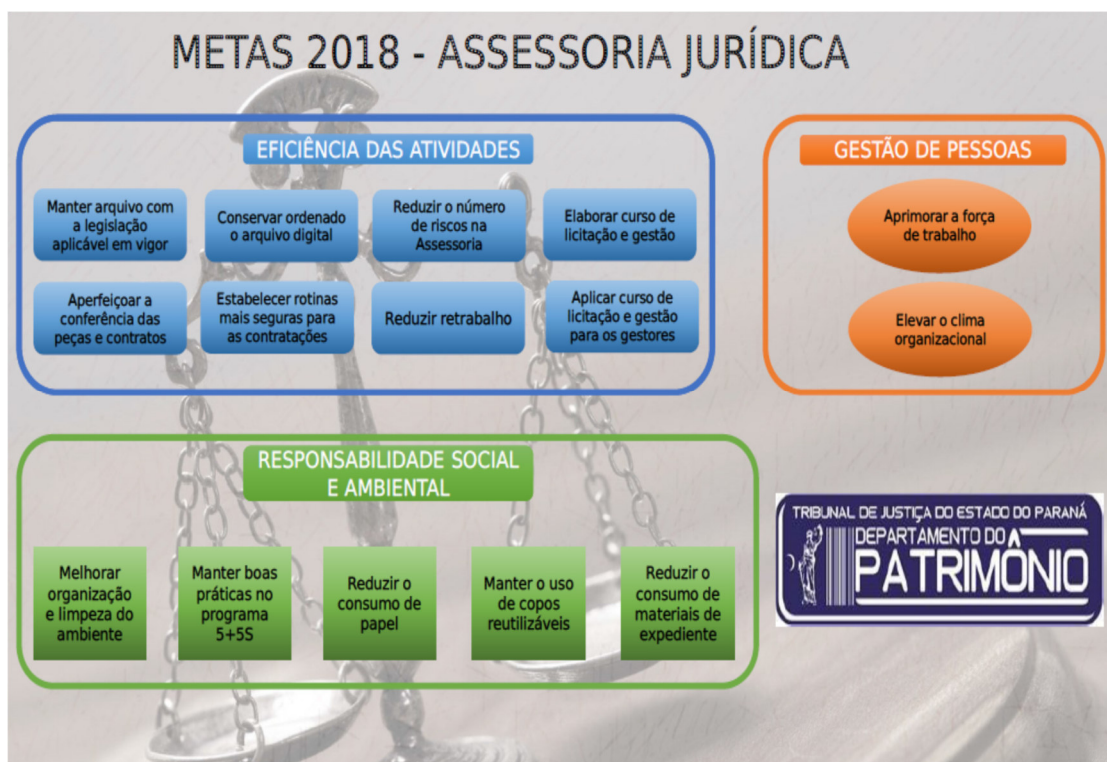 METAS 2018 - ASSESSORIA JURÍDICA
EFICIÊNCIA DAS ATIVIDADES
Manter arquivo com
a legislação
aplicável em vigor
Conservar ordenado
o arquivo digital
Reduzir o número
de riscos na
Assessoria
Elaborar curso de
licitação e gestão
Aperfeiçoar a
conferência das
peças e contratos
Estabelecer rotinas
mais seguras para
as contratações
Reduzir retrabalho
Aplicar curso de
licitação e gestão
para os gestores
GESTÃO DE PESSOAS
Aprimorar a força
de trabalho
Elevar o clima
organizacional
RESPONSABILIDADE SOCIAL
E AMBIENTAL
Melhorar
organização
e limpeza do
ambiente
Manter boas
práticas no
programa
5+5S
Reduzir o
consumo de
papel
Manter o uso
de copos
reutilizáveis
Reduzir o
consumo de
materiais de
expediente
TRIBUNAL DE JUSTIÇA DO ESTADO DO PARANÁ
DEPARTAMENTO DO
PATRIMÔNIO